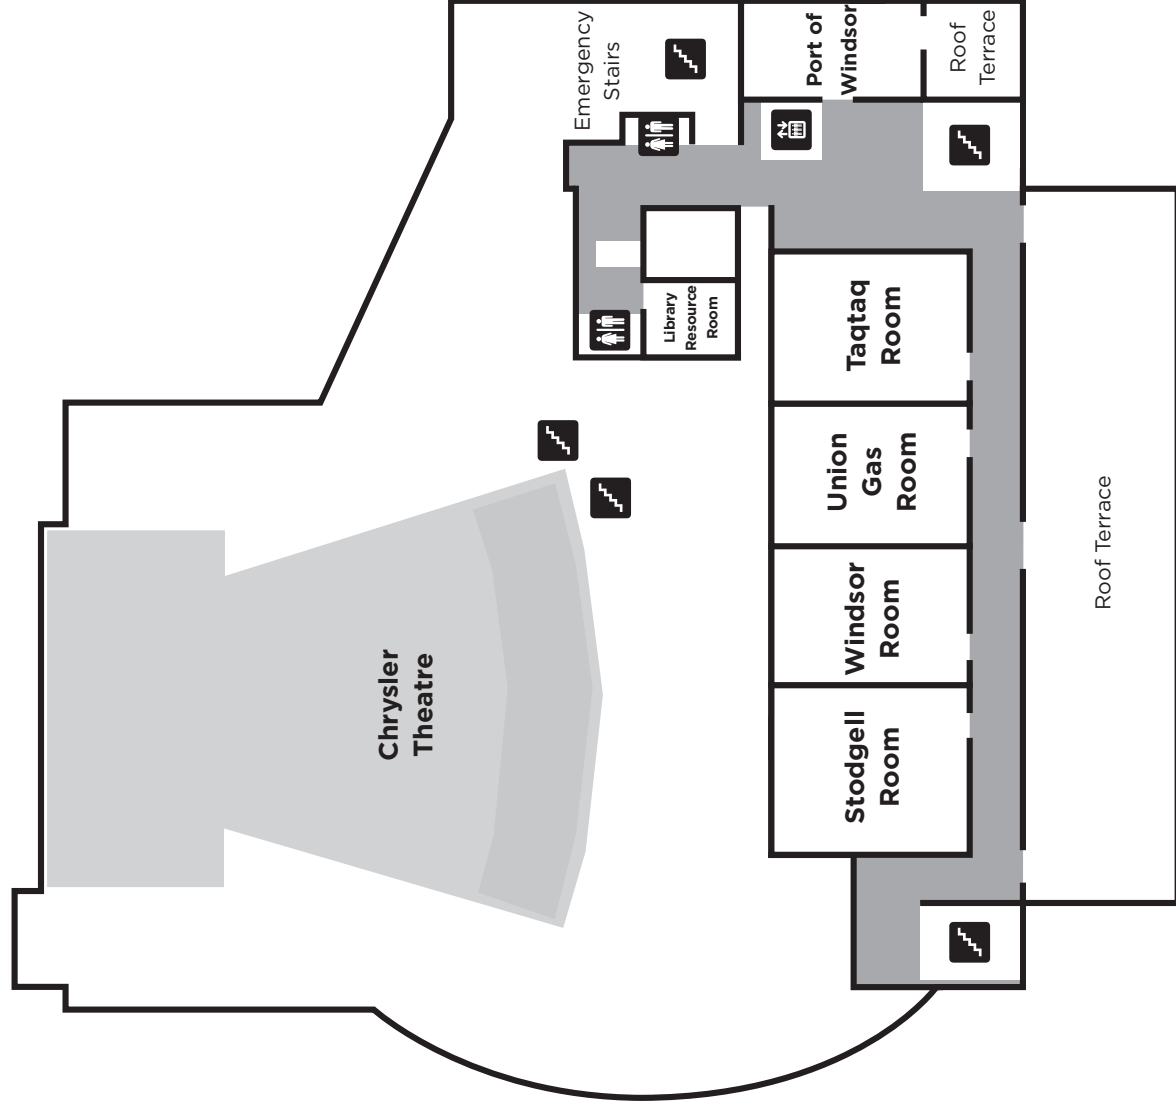 Emergency
Stairs
Port of
Windsor
Roof
Terrace
Library
Resource
Room
Taqtaq
Room
Union
Gas
Room
Windsor
Room
Stodgell
Room
Roof Terrace
Chrysler
Theatre